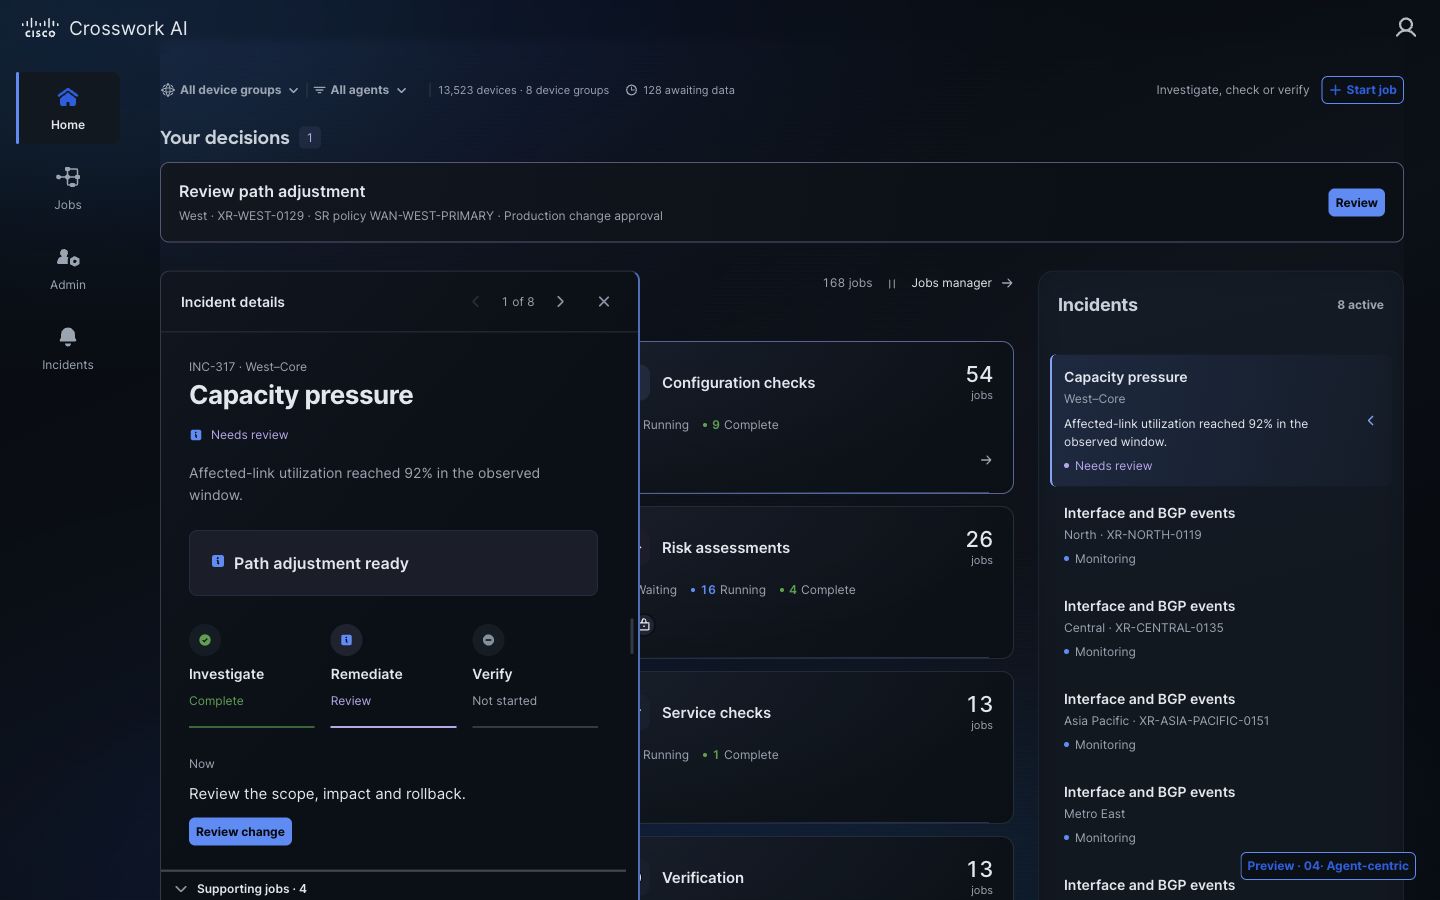 cisco Crosswork AI
Home
Jobs
Admin
Incidents
All device groups All agents 13,523 devices · 8 device groups 128 awaiting data Investigate, check or verify + Start job
Your decisions 1
Review path adjustment
West · XR-WEST-0129 · SR policy WAN-WEST-PRIMARY · Production change approval
Review
Incident details 1 of 8
INC-317 · West–Core
Capacity pressure
Needs review
Affected-link utilization reached 92% in the observed
window.
Path adjustment ready
Investigate Remediate Verify
Complete Review Not started
Now
Review the scope, impact and rollback.
Review change
Supporting jobs · 4
168 jobs Jobs manager
Configuration checks 54
jobs
Running 9 Complete
Risk assessments 26
jobs
Waiting 16 Running 4 Complete
Service checks 13
jobs
Running 1 Complete
Verification 13
jobs
Incidents 8 active
Capacity pressure
West–Core
Affected-link utilization reached 92% in the
observed window.
Needs review
Interface and BGP events
North · XR-NORTH-0119
Monitoring
Interface and BGP events
Central · XR-CENTRAL-0135
Monitoring
Interface and BGP events
Asia Pacific · XR-ASIA-PACIFIC-0151
Monitoring
Interface and BGP events
Metro East
Monitoring
Interface and BGP events
Preview · 04· Agent-centric